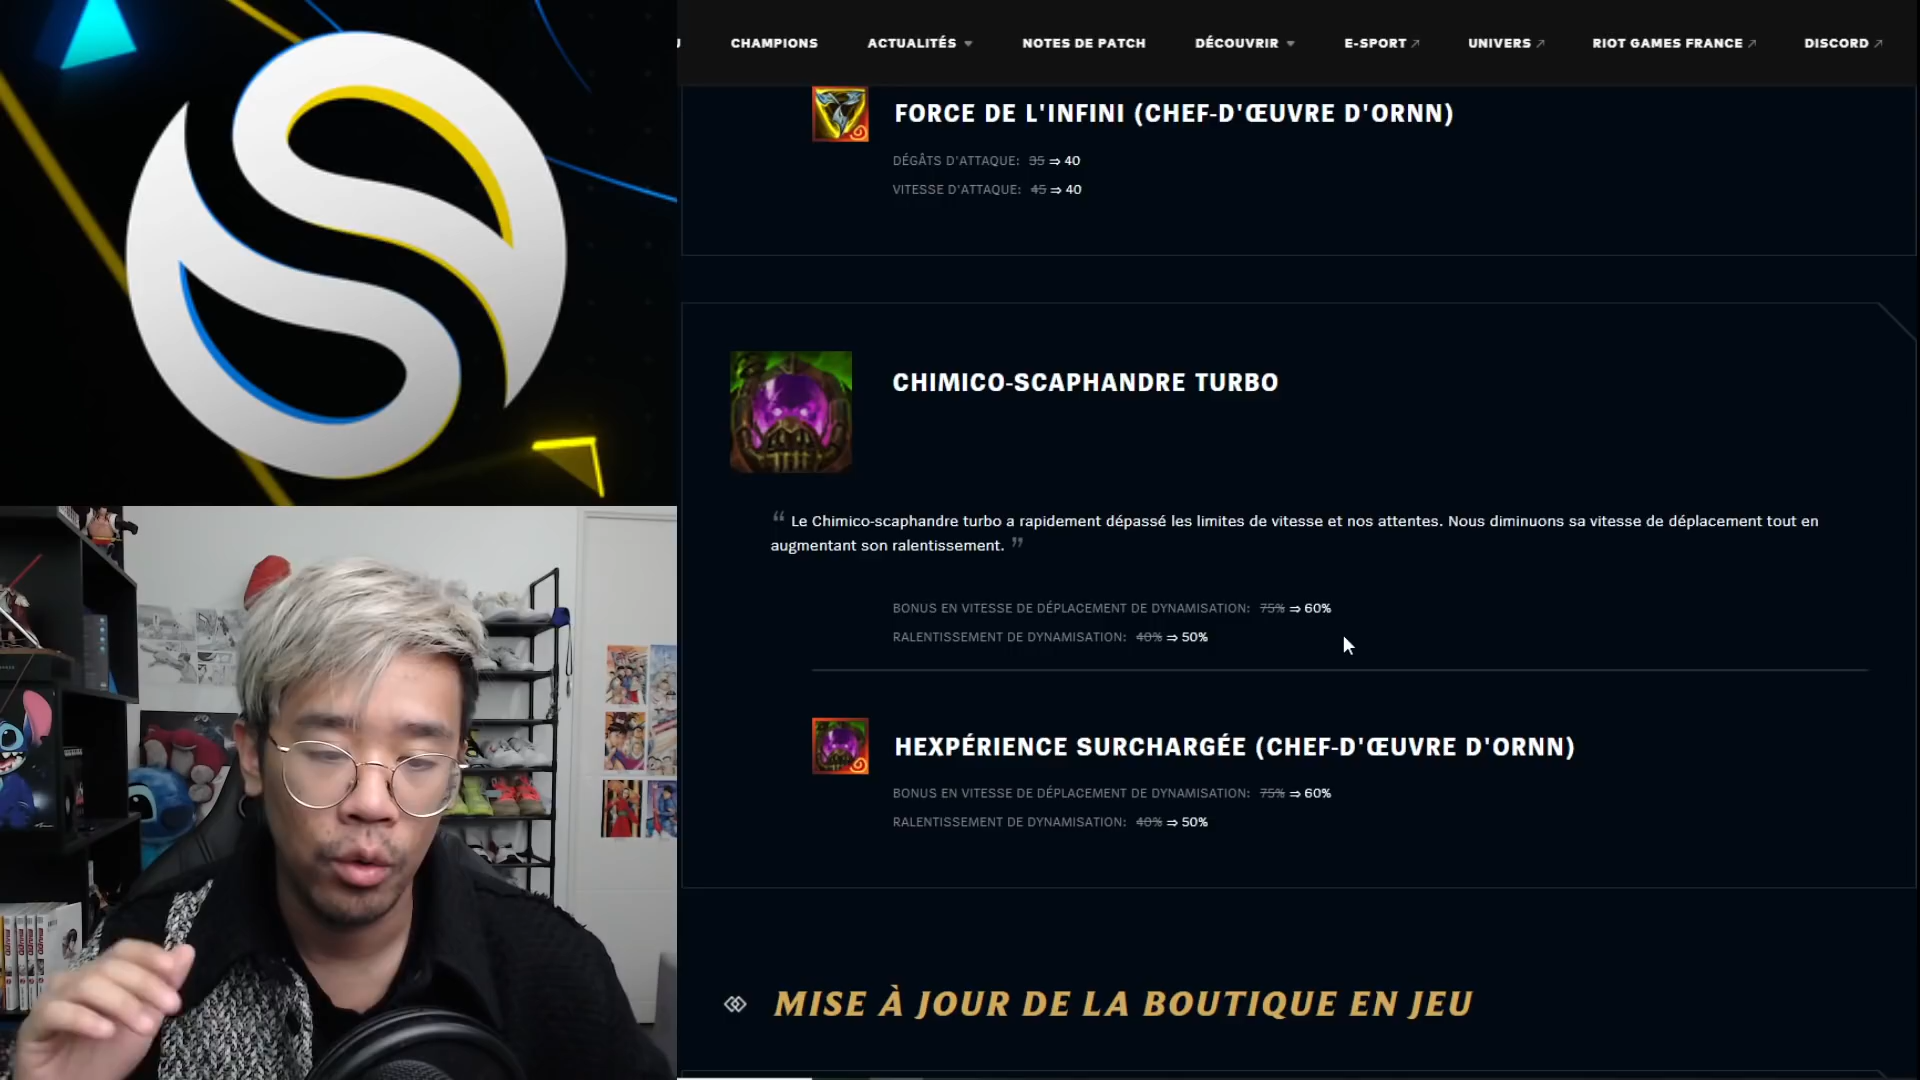 CHAMPIONS ACTUALITÉS NOTES DE PATCH DÉCOUVRIR E-SPORT UNIVERS RIOT GAMES FRANCE DISCORD
FORCE DE L'INFINI (CHEF-D'ŒUVRE D'ORNN)
DÉGÂTS D'ATTAQUE: 35 ⇒ 40
VITESSE D'ATTAQUE: 45 ⇒ 40
CHIMICO-SCAPHANDRE TURBO
“ Le Chimico-scaphandre turbo a rapidement dépassé les limites de vitesse et nos attentes. Nous diminuons sa vitesse de déplacement tout en
augmentant son ralentissement. ”
BONUS EN VITESSE DE DÉPLACEMENT DE DYNAMISATION: 75% ⇒ 60%
RALENTISSEMENT DE DYNAMISATION: 40% ⇒ 50%
HEXPÉRIENCE SURCHARGÉE (CHEF-D'ŒUVRE D'ORNN)
BONUS EN VITESSE DE DÉPLACEMENT DE DYNAMISATION: 75% ⇒ 60%
RALENTISSEMENT DE DYNAMISATION: 40% ⇒ 50%
MISE À JOUR DE LA BOUTIQUE EN JEU